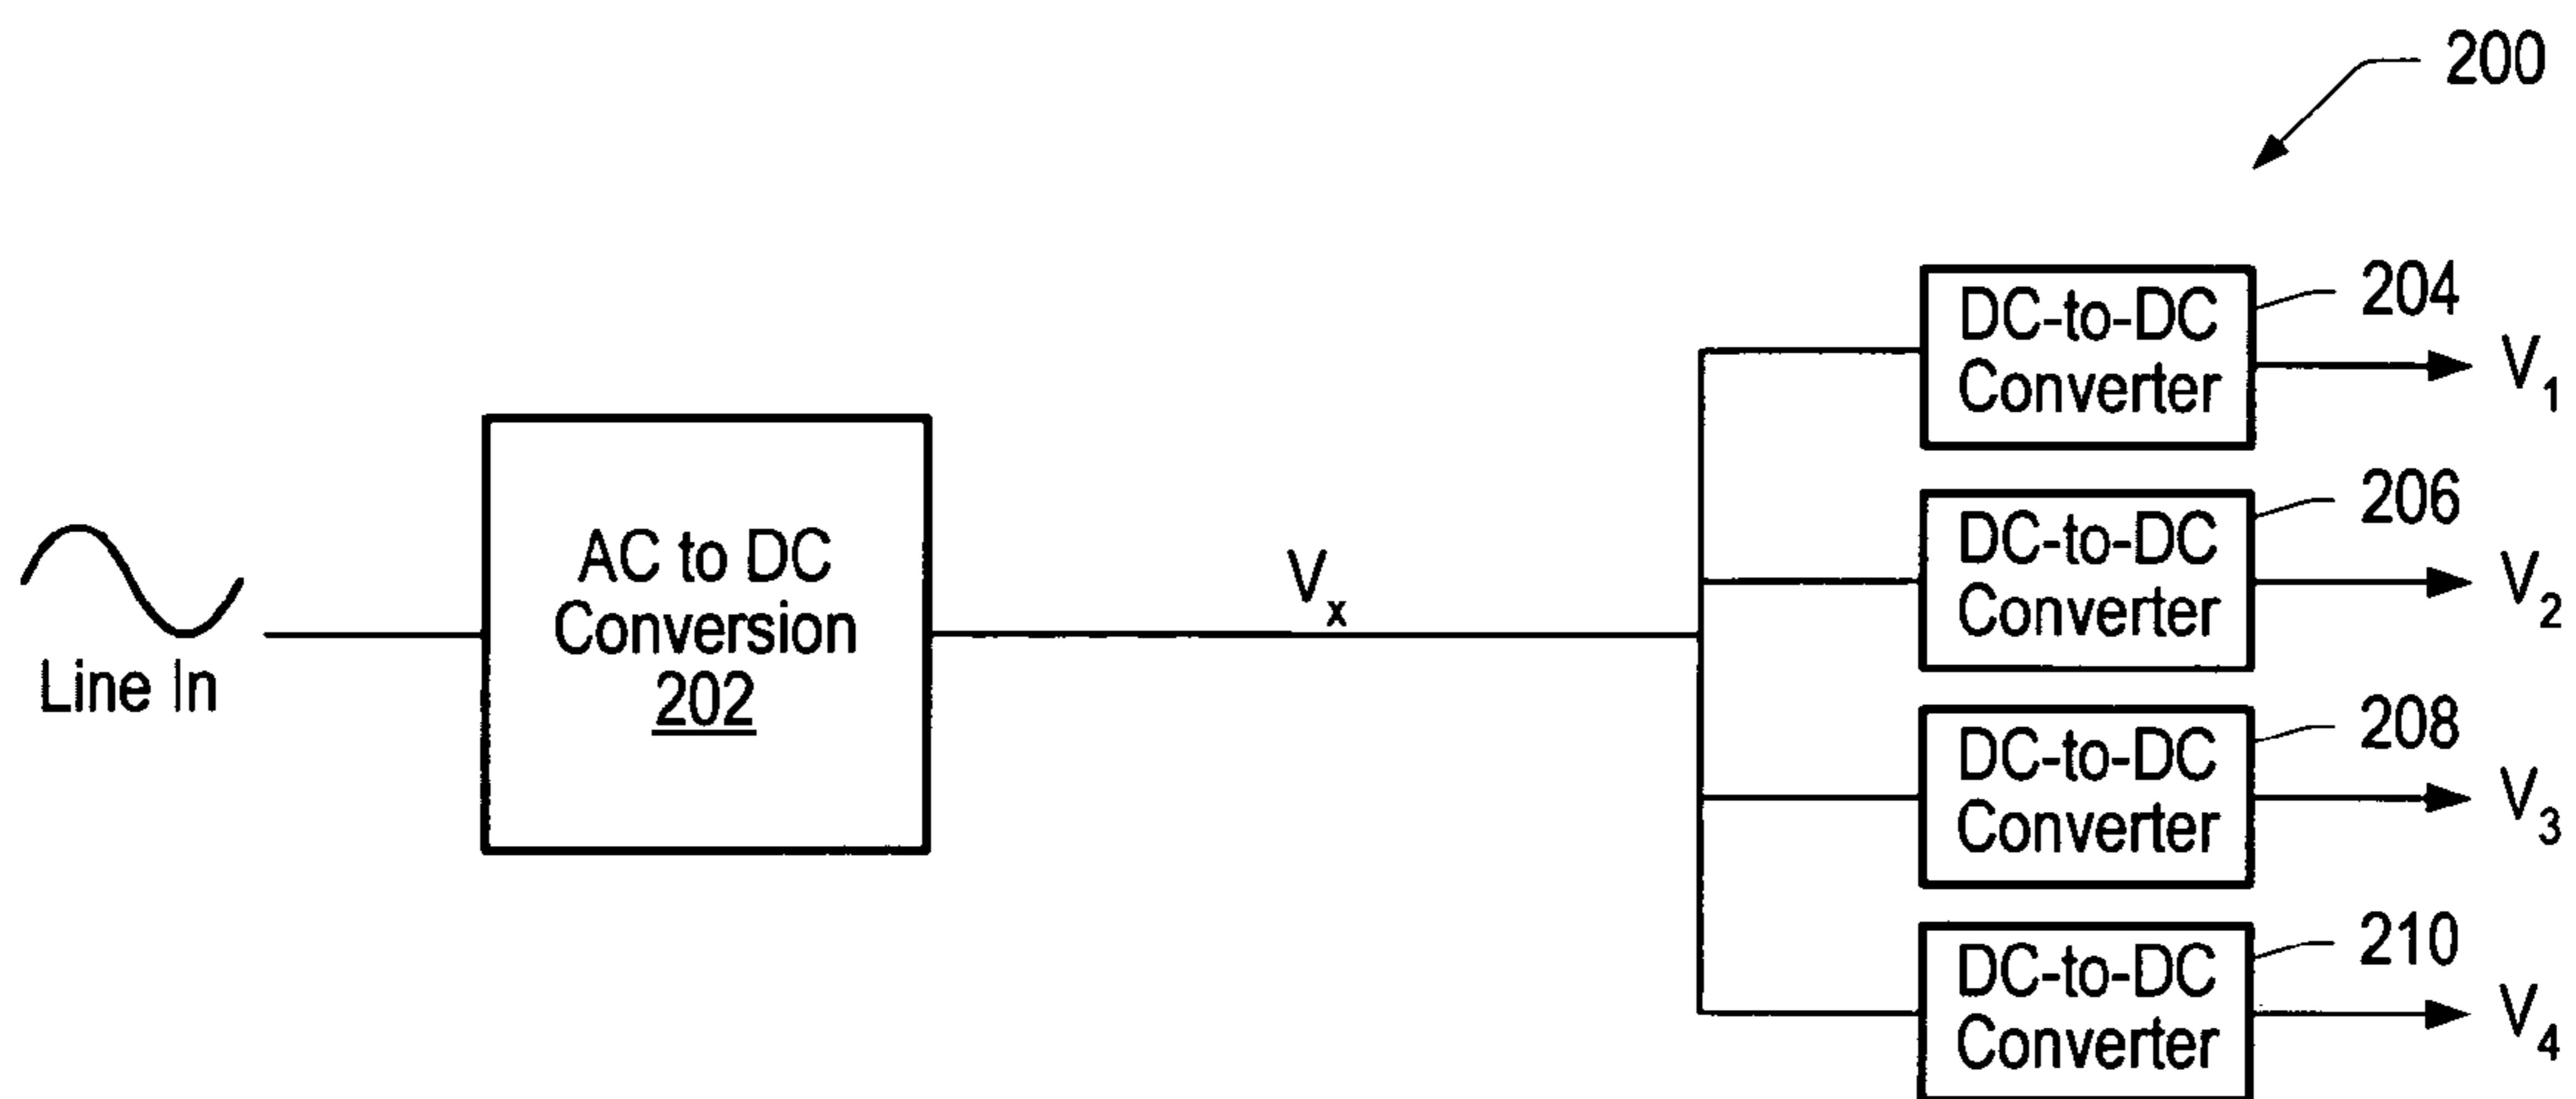 200
DC-to-DC
Converter
204
V1
DC-to-DC
Converter
206
V2
AC to DC
Conversion
202
Vx
Line In
DC-to-DC
Converter
208
V3
DC-to-DC
Converter
210
V4